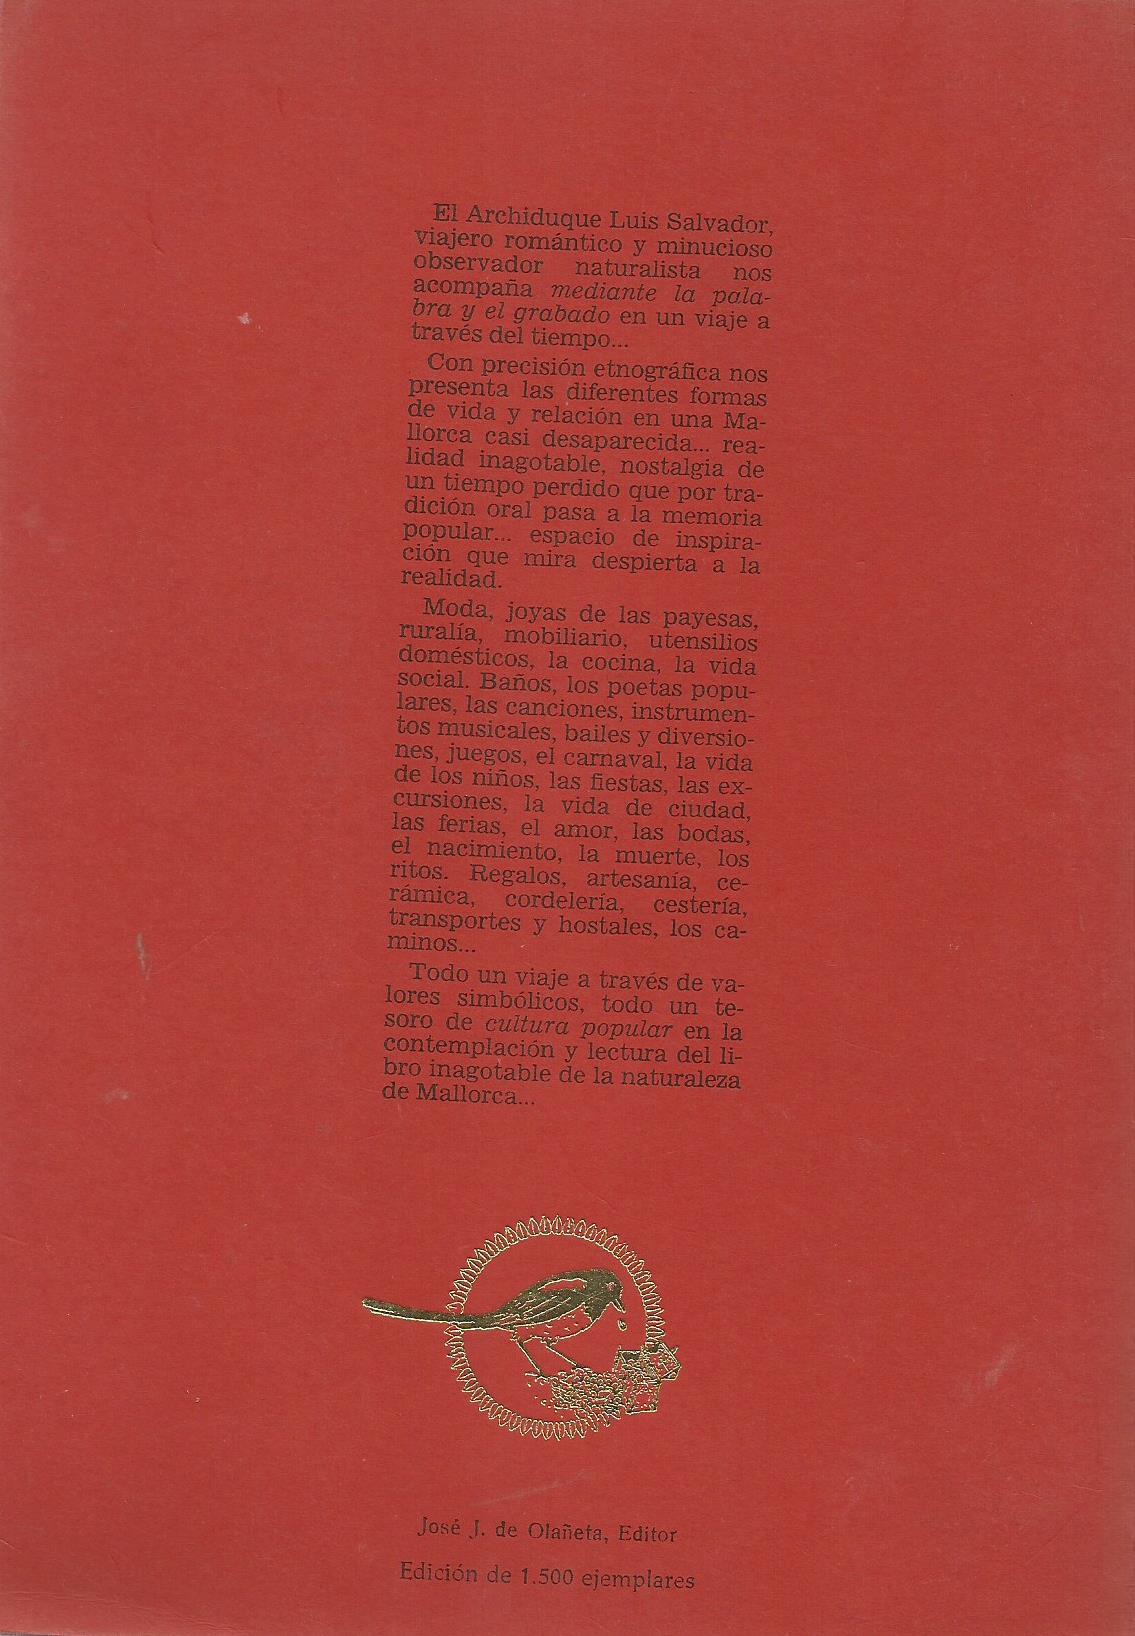 El Archiduque Luis Salvador,
viajero romántico y minucioso
observador naturalista nos
acompaña mediante la pala-
bra y el grabado en un viaje a
través del tiempo...
Con precisión etnográfica nos
presenta las diferentes formas
de vida y relación en una Ma-
llorca casi desaparecida... rea-
lidad inagotable, nostalgia de
un tiempo perdido que por tra-
dición oral pasa a la memoria
popular... espacio de inspira-
ción que mira despierta a la
realidad.
Moda, joyas de las payesas,
ruralía, mobiliario, utensilios
domésticos, la cocina, la vida
social. Baños, los poetas popu-
lares, las canciones, instrumen-
tos musicales, bailes y diversio-
nes, juegos, el carnaval, la vida
de los niños, las fiestas, las ex-
cursiones, la vida de ciudad,
las ferias, el amor, las bodas,
el nacimiento, la muerte, los
ritos. Regalos, artesanía, ce-
rámica, cordelería, cestería,
transportes y hostales, los ca-
minos...
Todo un viaje a través de va-
lores simbólicos, todo un te-
soro de cultura popular en la
contemplación y lectura del li-
bro inagotable de la naturaleza
de Mallorca...
José J. de Olañeta, Editor
Edición de 1.500 ejemplares